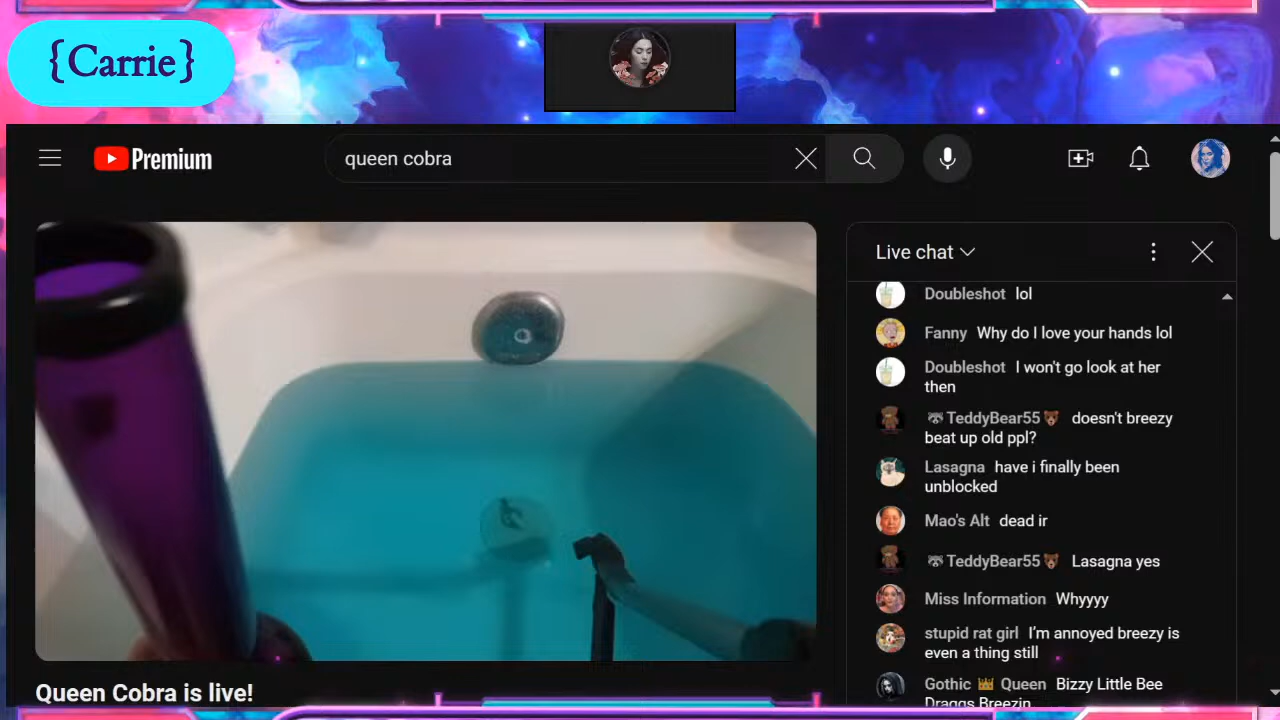 {Carrie}
Premium
queen cobra
Live chat
Doubleshot lol
Fanny Why do I love your hands lol
Doubleshot I won't go look at her
then
TeddyBear55 doesn't breezy
beat up old ppl?
Lasagna have i finally been
unblocked
Mao's Alt dead ir
TeddyBear55 Lasagna yes
Miss Information Whyyyy
stupid rat girl I'm annoyed breezy is
even a thing still
Gothic 👑 Queen Bizzy Little Bee
Draggs Breezin
Queen Cobra is live!